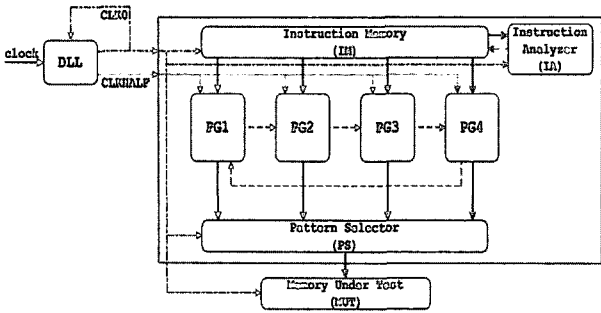 CLK0
clock
DLL
CLKHALF
Instruction Memory
(IM)
Instruction
Analyzer
(IA)
PG1
PG2
PG3
PG4
Pattern Selector
(PS)
Memory Under Test
(MUT)